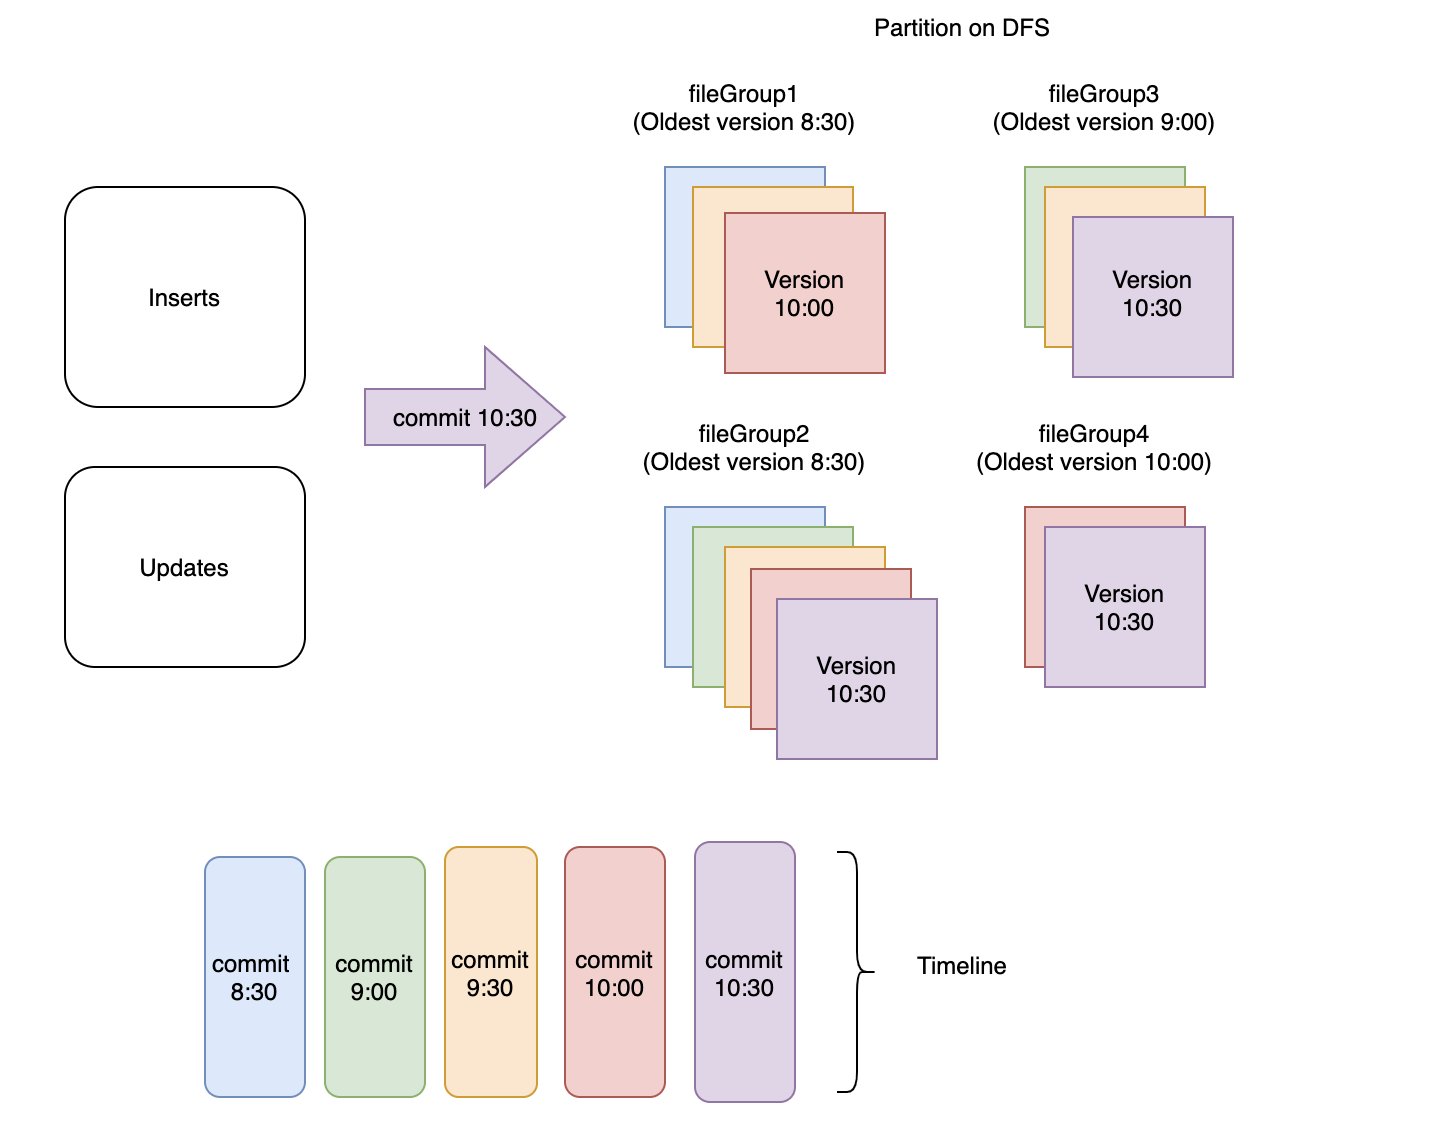 Partition on DFS
fileGroup1
(Oldest version 8:30)
fileGroup3
(Oldest version 9:00)
Inserts
Version
10:00
Version
10:30
commit 10:30
fileGroup2
(Oldest version 8:30)
fileGroup4
(Oldest version 10:00)
Updates
Version
10:30
Version
10:30
commit
8:30
commit
9:00
commit
9:30
commit
10:00
commit
10:30
Timeline